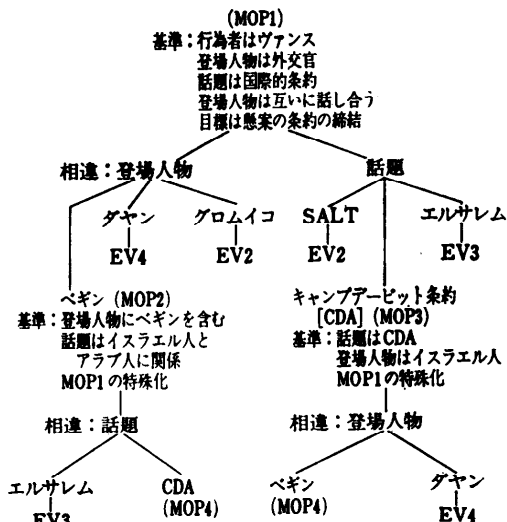 (MOP1)
基準：行為者はヴァンス
登場人物は外交官
話題は国際的条約
登場人物は互いに話し合う
目標は懸案の条約の締結
相違：登場人物
話題
ダヤン
グロムイコ
SALT
エルサレム
EV4
EV2
EV2
EV3
ベギン (MOP2)
基準：登場人物にベギンを含む
話題はイスラエル人と
アラブ人に関係
MOP1の特殊化
キャンプデービット条約
[CDA] (MOP3)
基準：話題はCDA
登場人物はイスラエル人
MOP1の特殊化
相違：話題
相違：登場人物
エルサレム
CDA
(MOP4)
ベギン
(MOP4)
ダヤン
EV3
EV4